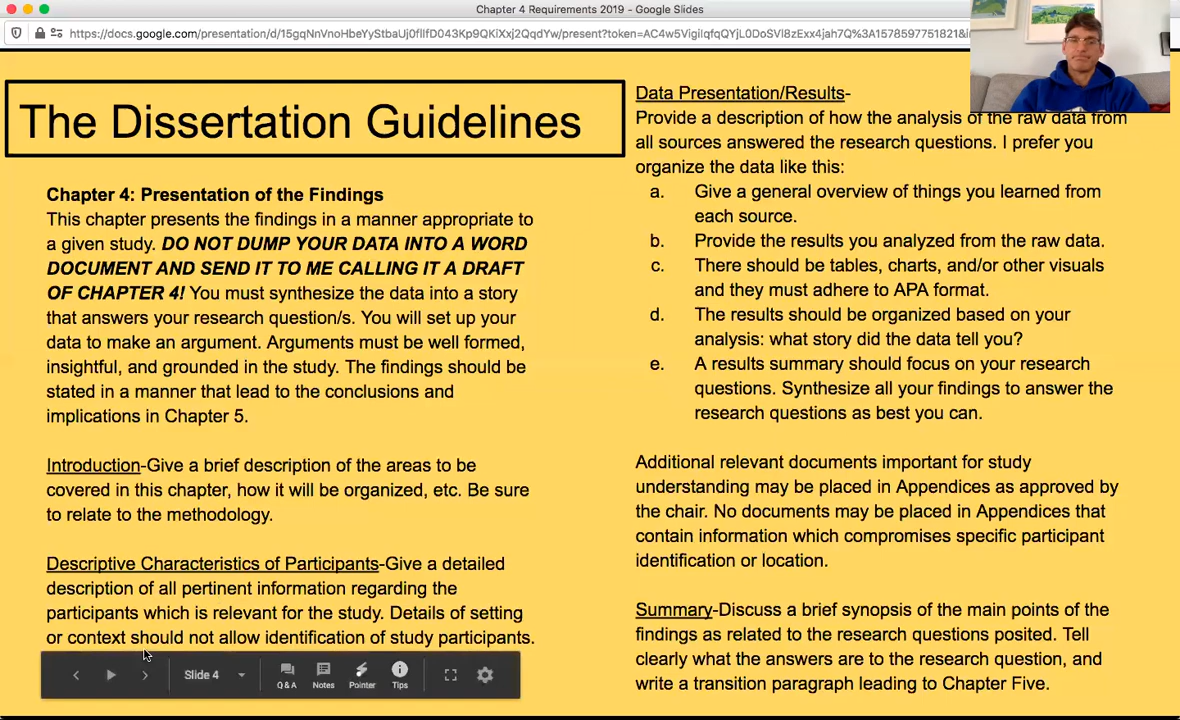 Chapter 4 Requirements 2019 - Google Slides
https://docs.google.com/presentation/d/15gqNnVnoHbeYyStbaUj0fIfD043Kp9QKiXxj2QqdYw/present?token=AC4w5VigilqfqQYjL0DoSVl8zExx4jah7Q%3A1578597751821&i
The Dissertation Guidelines
Chapter 4: Presentation of the Findings
This chapter presents the findings in a manner appropriate to
a given study. DO NOT DUMP YOUR DATA INTO A WORD
DOCUMENT AND SEND IT TO ME CALLING IT A DRAFT
OF CHAPTER 4! You must synthesize the data into a story
that answers your research question/s. You will set up your
data to make an argument. Arguments must be well formed,
insightful, and grounded in the study. The findings should be
stated in a manner that lead to the conclusions and
implications in Chapter 5.
Introduction-Give a brief description of the areas to be
covered in this chapter, how it will be organized, etc. Be sure
to relate to the methodology.
Descriptive Characteristics of Participants-Give a detailed
description of all pertinent information regarding the
participants which is relevant for the study. Details of setting
or context should not allow identification of study participants.
Slide 4
Q & A
Notes
Pointer
Tips
Data Presentation/Results-
Provide a description of how the analysis of the raw data from
all sources answered the research questions. I prefer you
organize the data like this:
a. Give a general overview of things you learned from
each source.
b. Provide the results you analyzed from the raw data.
c. There should be tables, charts, and/or other visuals
and they must adhere to APA format.
d. The results should be organized based on your
analysis: what story did the data tell you?
e. A results summary should focus on your research
questions. Synthesize all your findings to answer the
research questions as best you can.
Additional relevant documents important for study
understanding may be placed in Appendices as approved by
the chair. No documents may be placed in Appendices that
contain information which compromises specific participant
identification or location.
Summary-Discuss a brief synopsis of the main points of the
findings as related to the research questions posited. Tell
clearly what the answers are to the research question, and
write a transition paragraph leading to Chapter Five.